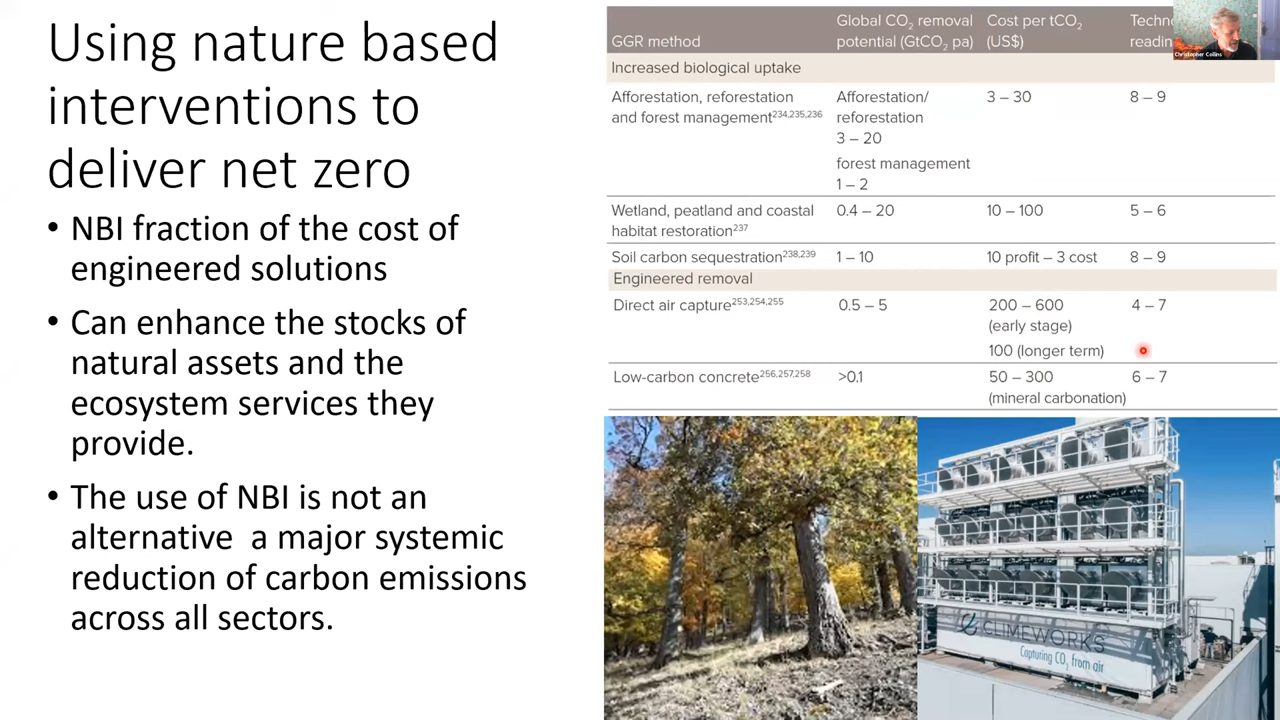 Using nature based
interventions to
deliver net zero
• NBI fraction of the cost of
engineered solutions
• Can enhance the stocks of
natural assets and the
ecosystem services they
provide.
• The use of NBI is not an
alternative a major systemic
reduction of carbon emissions
across all sectors.
GGR method
Global CO₂ removal
potential (GtCO₂ pa)
Cost per tCO₂
(US$)
Christopher Collins
Increased biological uptake
Afforestation, reforestation
and forest management234,235,236
Afforestation/
reforestation
3 – 20
forest management
1 – 2
3 – 30
8 – 9
Wetland, peatland and coastal
habitat restoration237
0.4 – 20
10 – 100
5 – 6
Soil carbon sequestration238,239
1 – 10
10 profit – 3 cost
8 – 9
Engineered removal
Direct air capture253,254,255
0.5 – 5
200 – 600
(early stage)
100 (longer term)
4 – 7
Low-carbon concrete256,257,258
>0.1
50 – 300
(mineral carbonation)
6 – 7
CLIMEWORKS
Capturing CO₂ from air